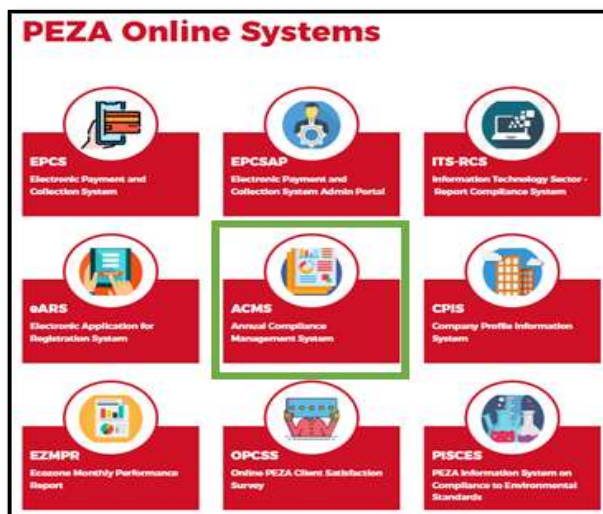 PEZA Online Systems
EPCS
Electronic Payment and
Collection System
EPCSAP
Electronic Payment and
Collection System Admin Portal
ITS-RCS
Information Technology Sector -
Report Compliance System
eARS
Electronic Application for
Registration System
ACMS
Annual Compliance
Management System
CPIS
Company Profile Information
System
EZMPR
Ecozone Monthly Performance
Report
OPCSS
Online PEZA Client Satisfaction
Survey
PISCES
PEZA Information System on
Compliance to Environmental
Standards